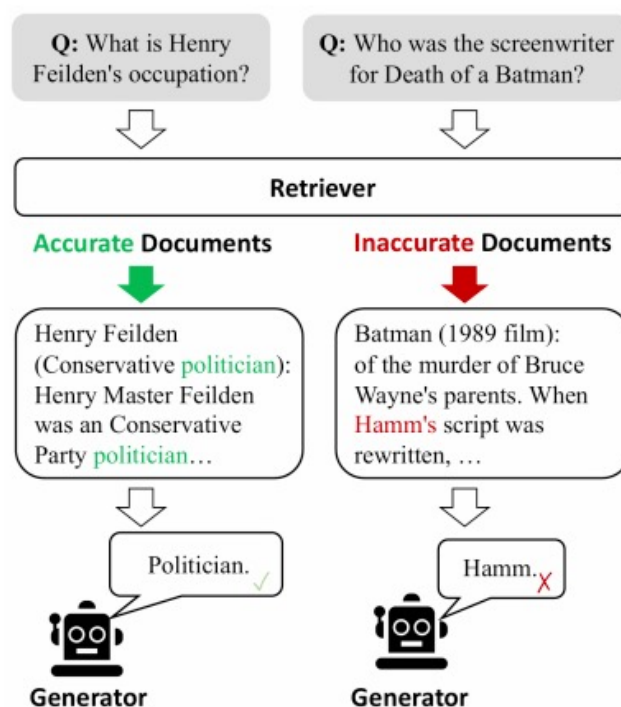 Q: What is Henry
Feilden's occupation?
Q: Who was the screenwriter
for Death of a Batman?
Retriever
Accurate Documents
Inaccurate Documents
Henry Feilden
(Conservative politician):
Henry Master Feilden
was an Conservative
Party politician…
Batman (1989 film):
of the murder of Bruce
Wayne's parents. When
Hamm's script was
rewritten, …
Politician. ✓
Hamm. ✗
Generator
Generator